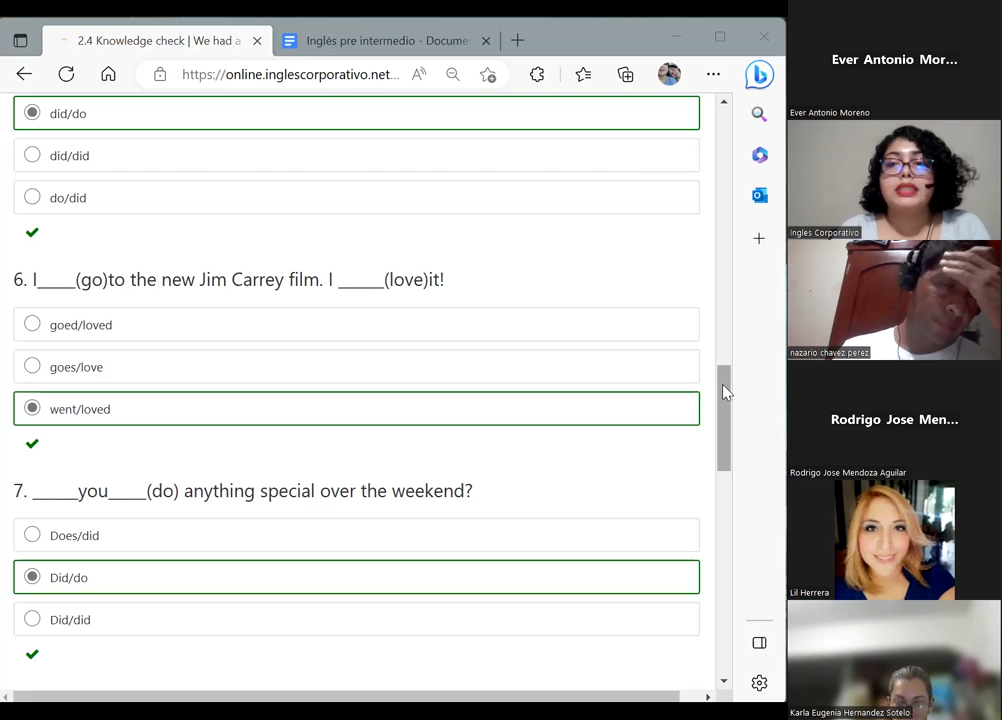 2.4 Knowledge check | We had a
Inglés pre intermedio - Docume
https://online.inglescorporativo.net...
did/do
did/did
do/did
6. I____(go)to the new Jim Carrey film. I ______(love)it!
goed/loved
goes/love
went/loved
7. ______you_____(do) anything special over the weekend?
Does/did
Did/do
Did/did
Ever Antonio Mor...
Ever Antonio Moreno
Ingles Corporativo
nazario chavez perez
Rodrigo Jose Men...
Rodrigo Jose Mendoza Aguilar
Lil Herrera
Karla Eugenia Hernandez Sotelo